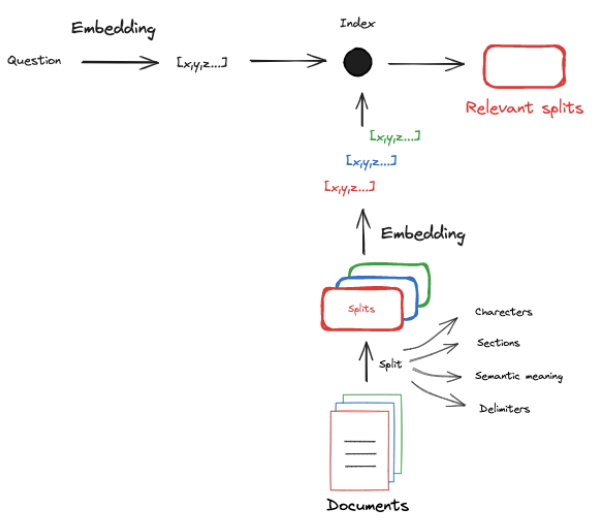 Index
Embedding
Question
[x,y,z...]
Relevant splits
[x,y,z...]
[x,y,z...]
[x,y,z...]
Embedding
Splits
Charecters
Split
Sections
Semantic meaning
Delimiters
Documents